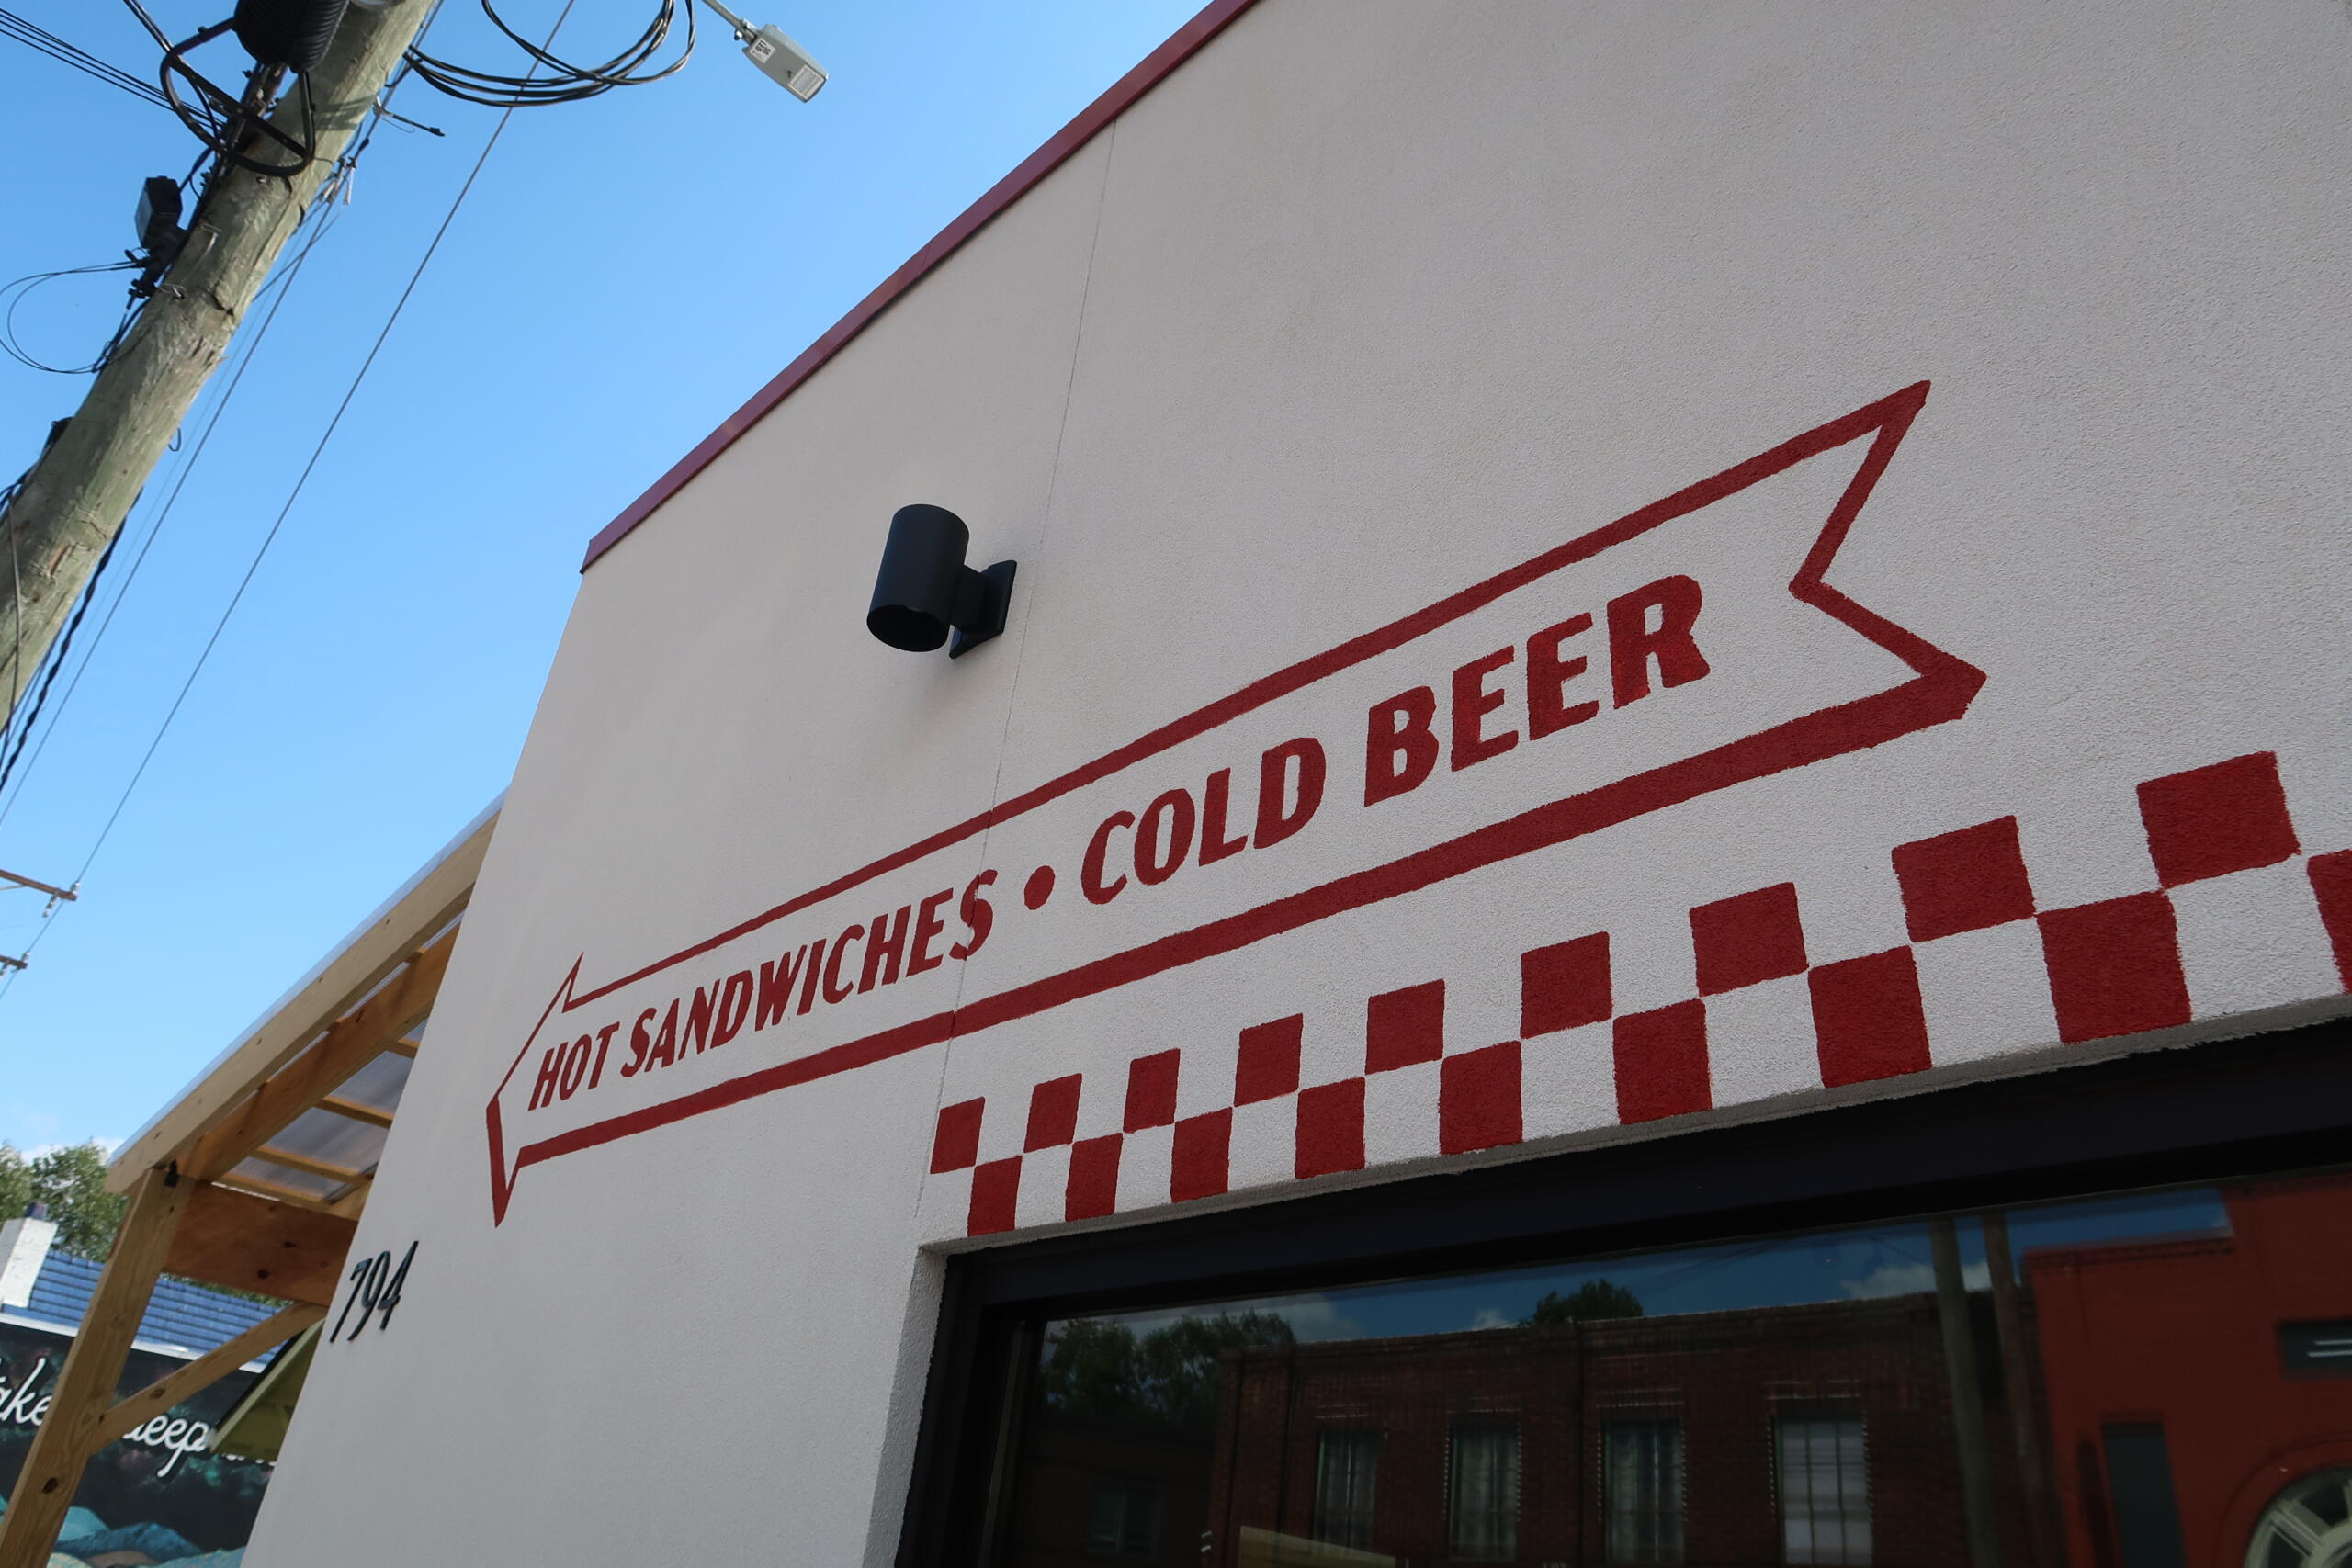 HOT SANDWICHES • COLD BEER
794